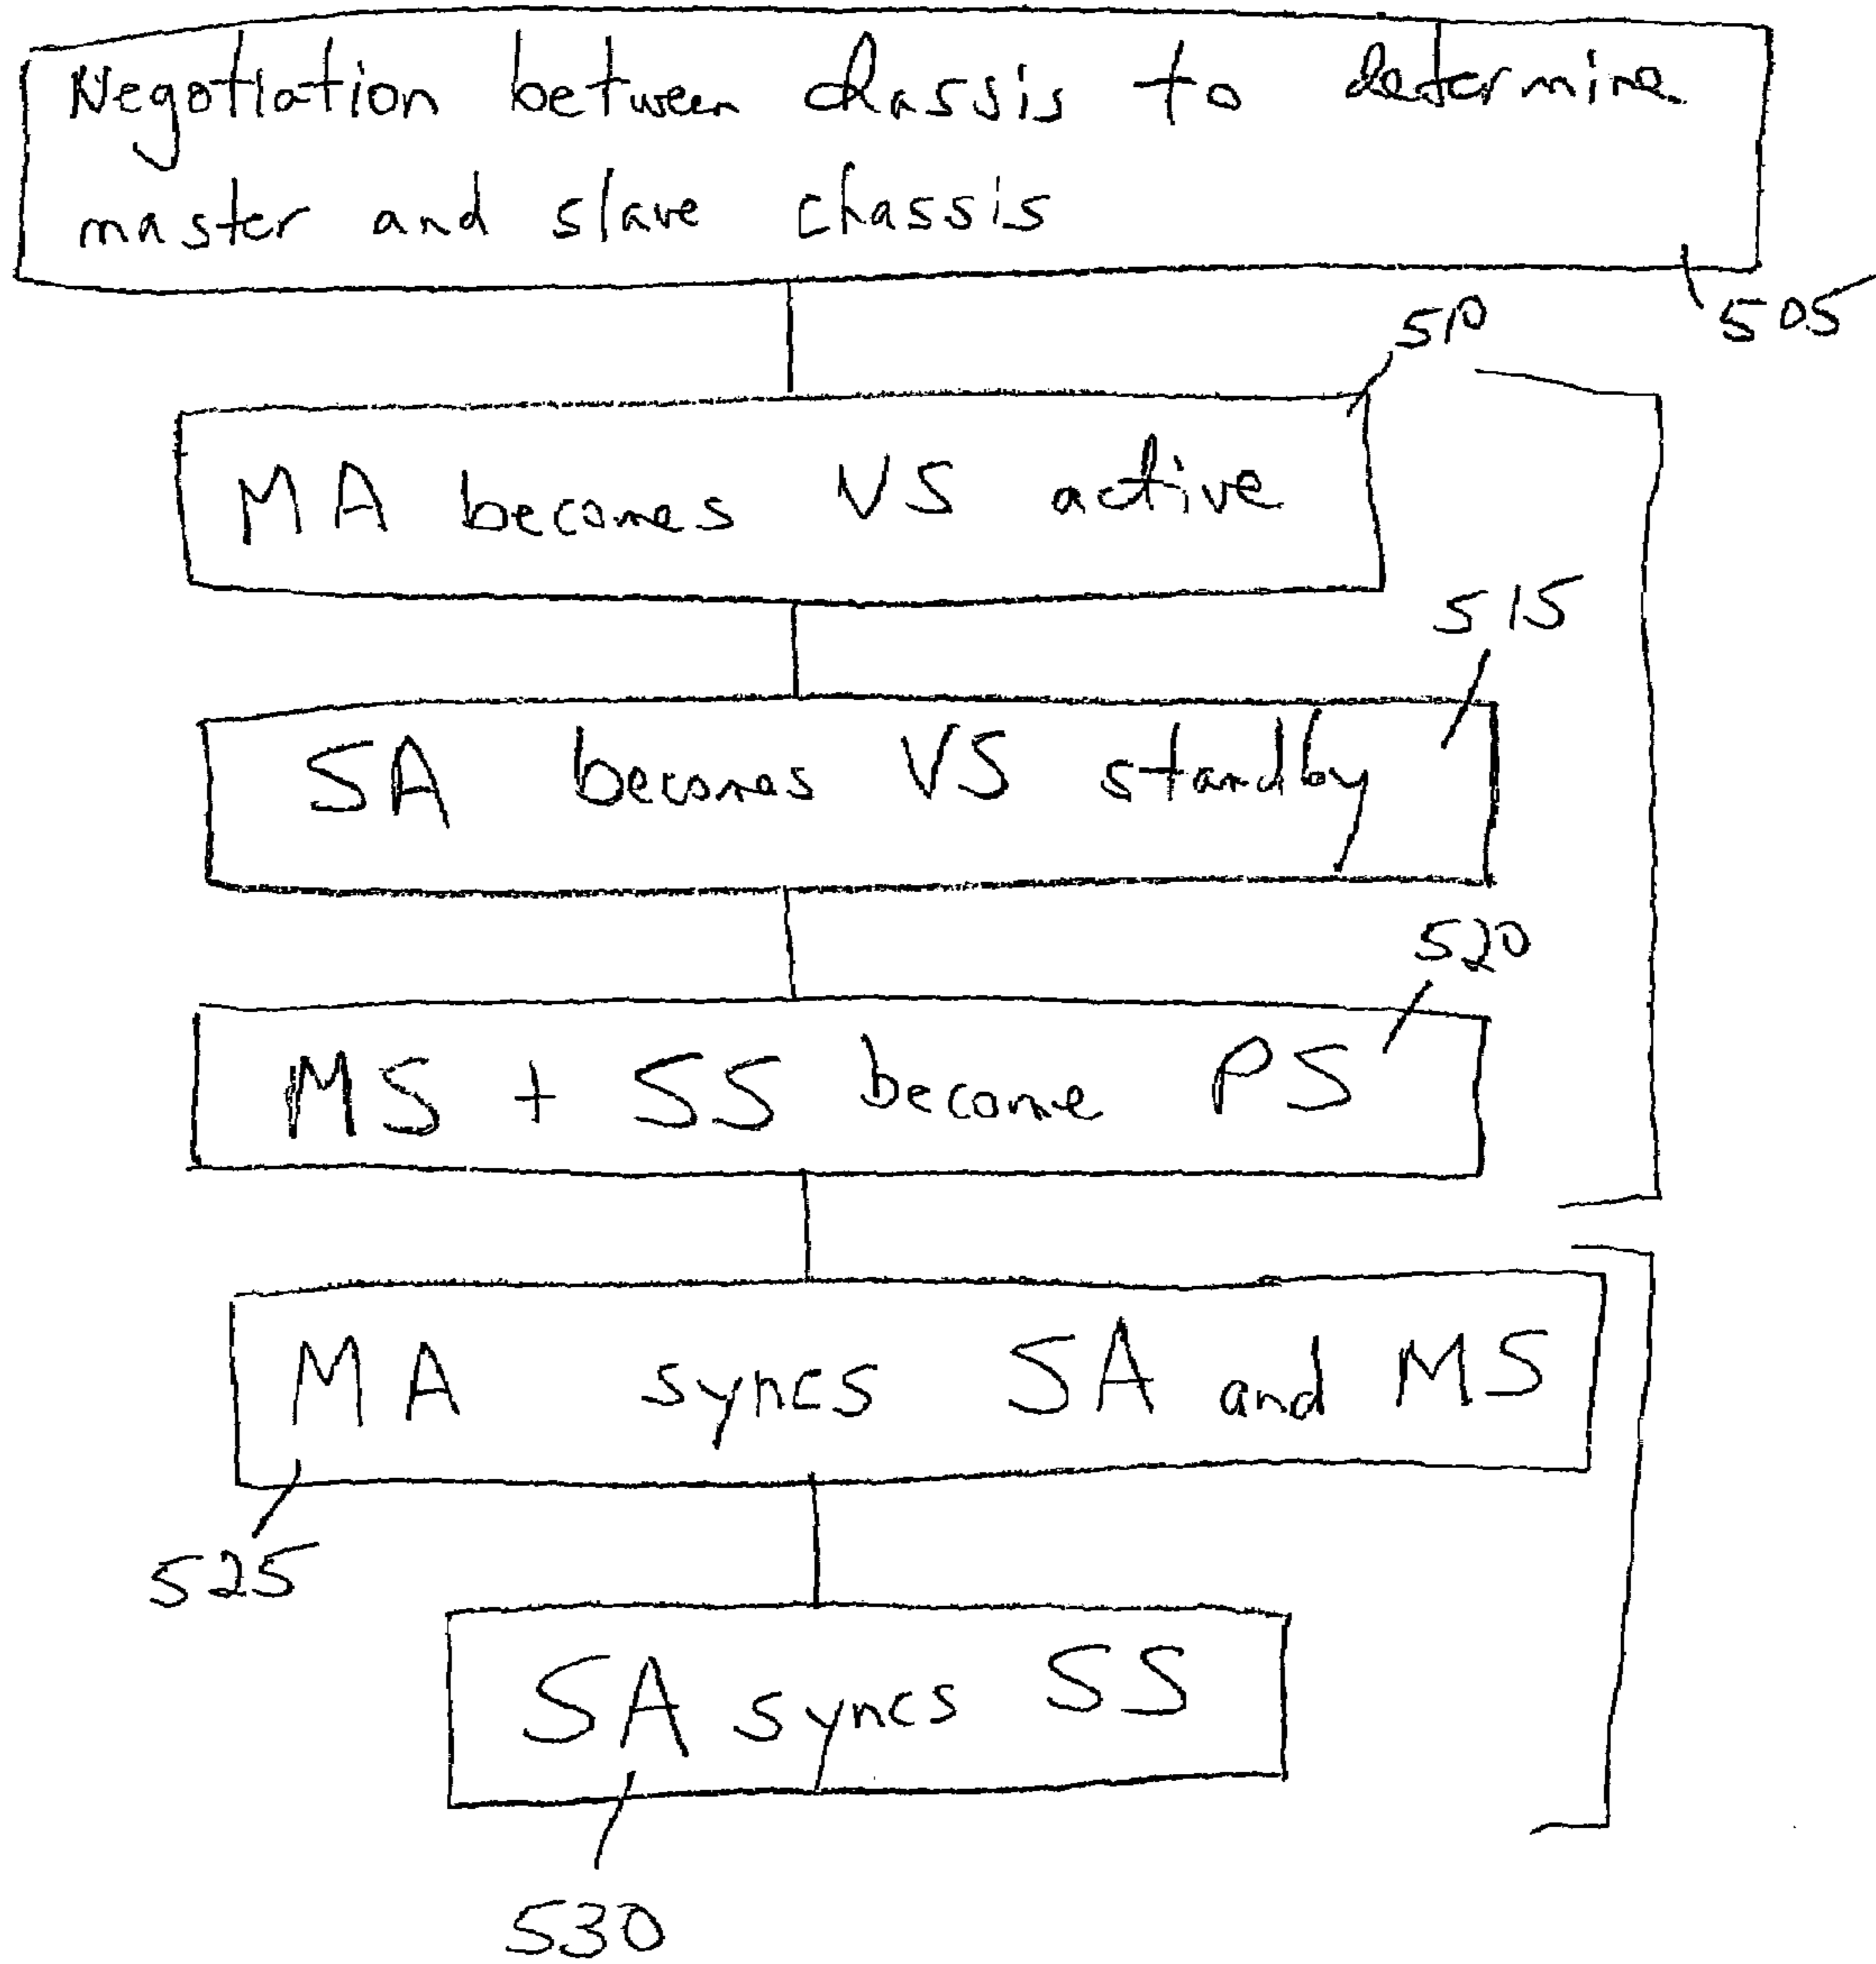 Negotiation between chassis to determine
master and slave chassis
505
510
MA becomes VS active
515
SA becomes VS standby
520
MS + SS become PS
MA syncs SA and MS
525
SA syncs SS
530